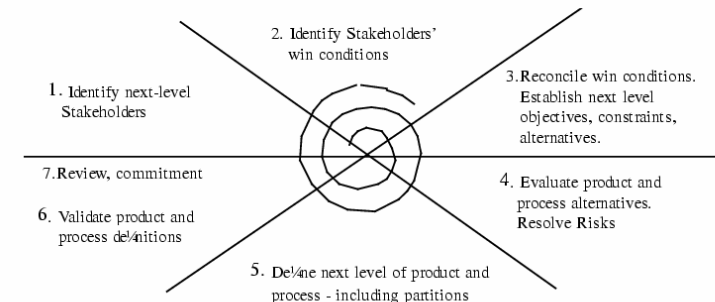 1. Identify next-level
Stakeholders
2. Identify Stakeholders'
win conditions
3.Reconcile win conditions.
Establish next level
objectives, constraints,
alternatives.
4. Evaluate product and
process alternatives.
Resolve Risks
5. De¼ne next level of product and
process - including partitions
6. Validate product and
process de¼nitions
7.Review, commitment